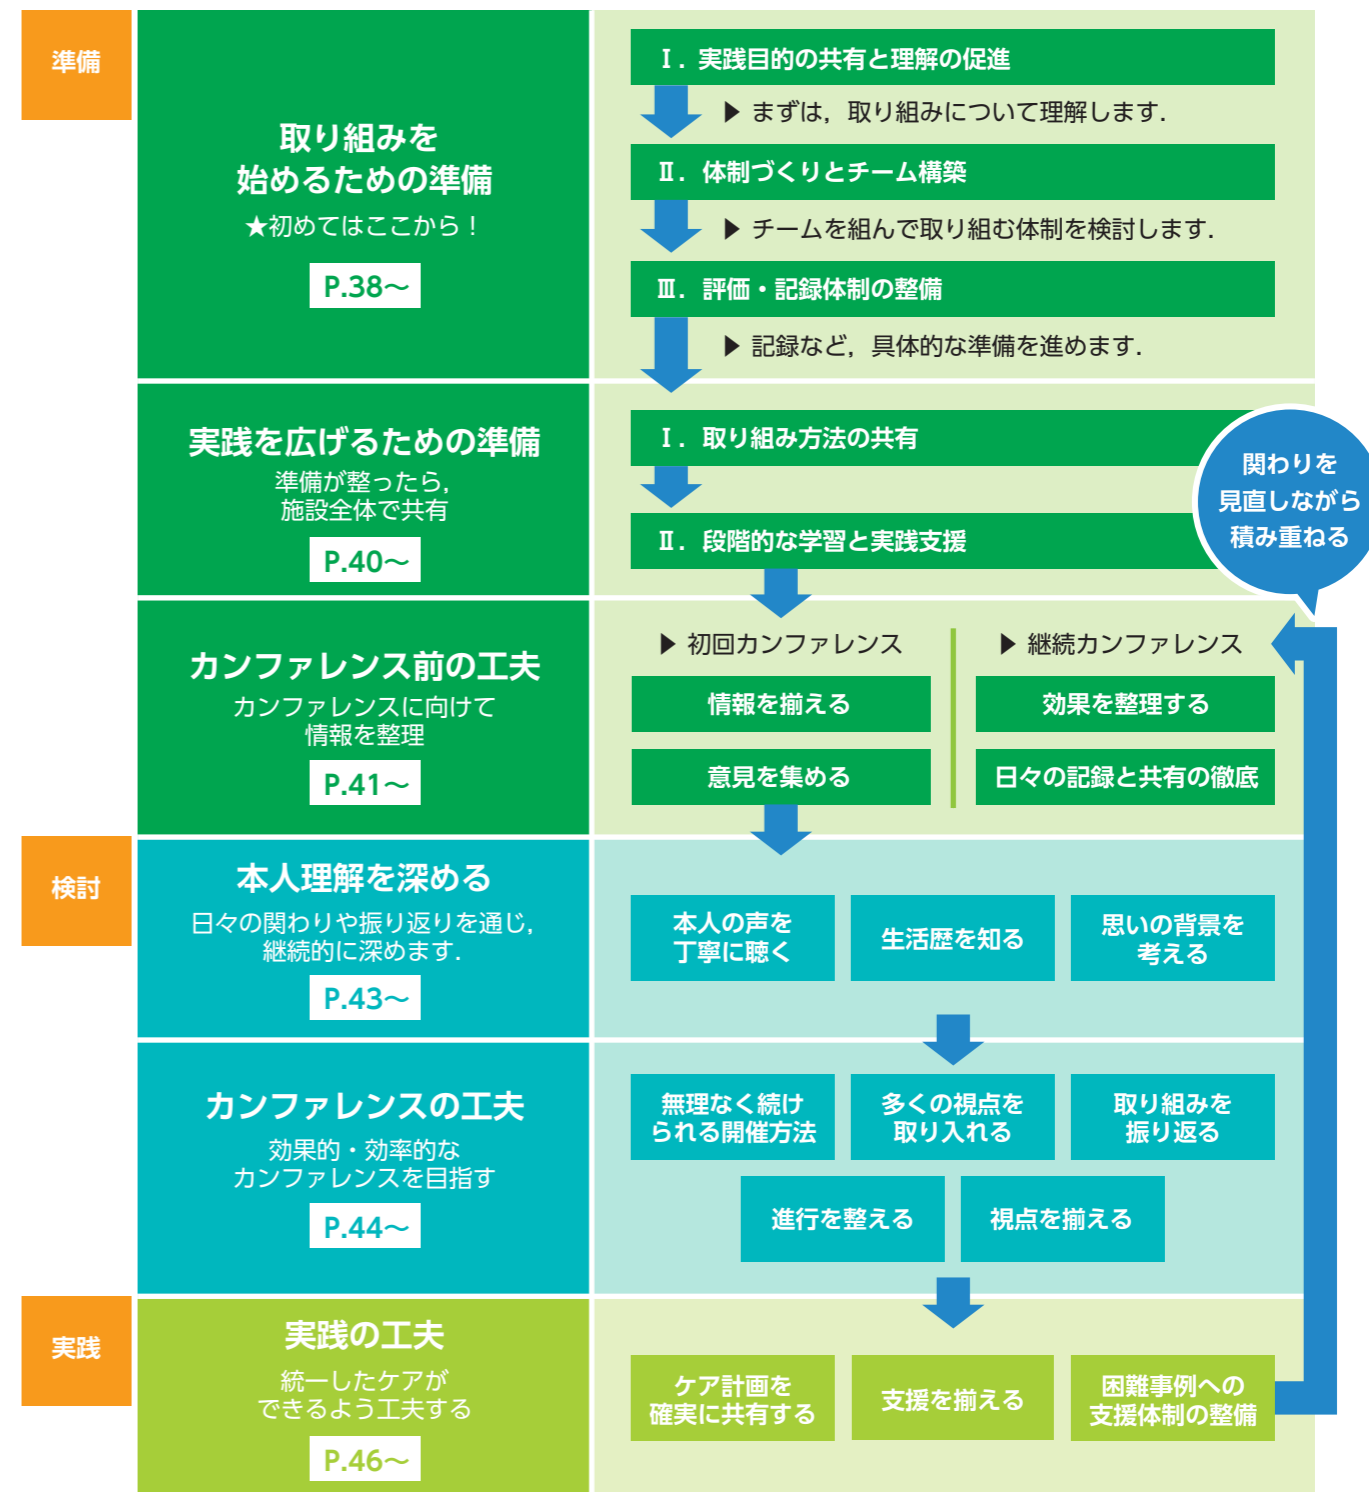 準備
取り組みを
始めるための準備
★初めてはここから！
P.38〜
Ⅰ．実践目的の共有と理解の促進
▶ まずは，取り組みについて理解します．
Ⅱ．体制づくりとチーム構築
▶ チームを組んで取り組む体制を検討します．
Ⅲ．評価・記録体制の整備
▶ 記録など，具体的な準備を進めます．
実践を広げるための準備
準備が整ったら，
施設全体で共有
P.40〜
Ⅰ．取り組み方法の共有
Ⅱ．段階的な学習と実践支援
関わりを
見直しながら
積み重ねる
カンファレンス前の工夫
カンファレンスに向けて
情報を整理
P.41〜
▶ 初回カンファレンス
情報を揃える
意見を集める
▶ 継続カンファレンス
効果を整理する
日々の記録と共有の徹底
検討
本人理解を深める
日々の関わりや振り返りを通じ，
継続的に深めます．
P.43〜
本人の声を
丁寧に聴く
生活歴を知る
思いの背景を
考える
カンファレンスの工夫
効果的・効率的な
カンファレンスを目指す
P.44〜
無理なく続け
られる開催方法
多くの視点を
取り入れる
取り組みを
振り返る
進行を整える
視点を揃える
実践
実践の工夫
統一したケアが
できるよう工夫する
P.46〜
ケア計画を
確実に共有する
支援を揃える
困難事例への
支援体制の整備